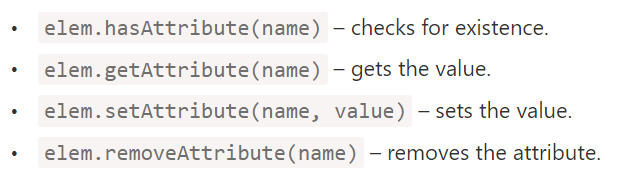 • elem.hasAttribute(name) – checks for existence.
• elem.getAttribute(name) – gets the value.
• elem.setAttribute(name, value) – sets the value.
• elem.removeAttribute(name) – removes the attribute.